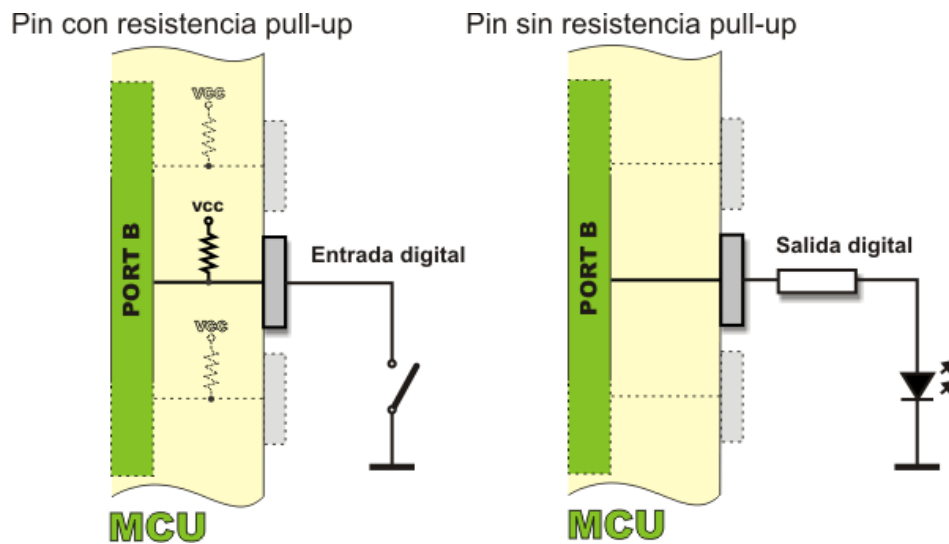 Pin con resistencia pull-up
vcc
vcc
PORT B
Entrada digital
vcc
MCU
Pin sin resistencia pull-up
PORT B
Salida digital
MCU